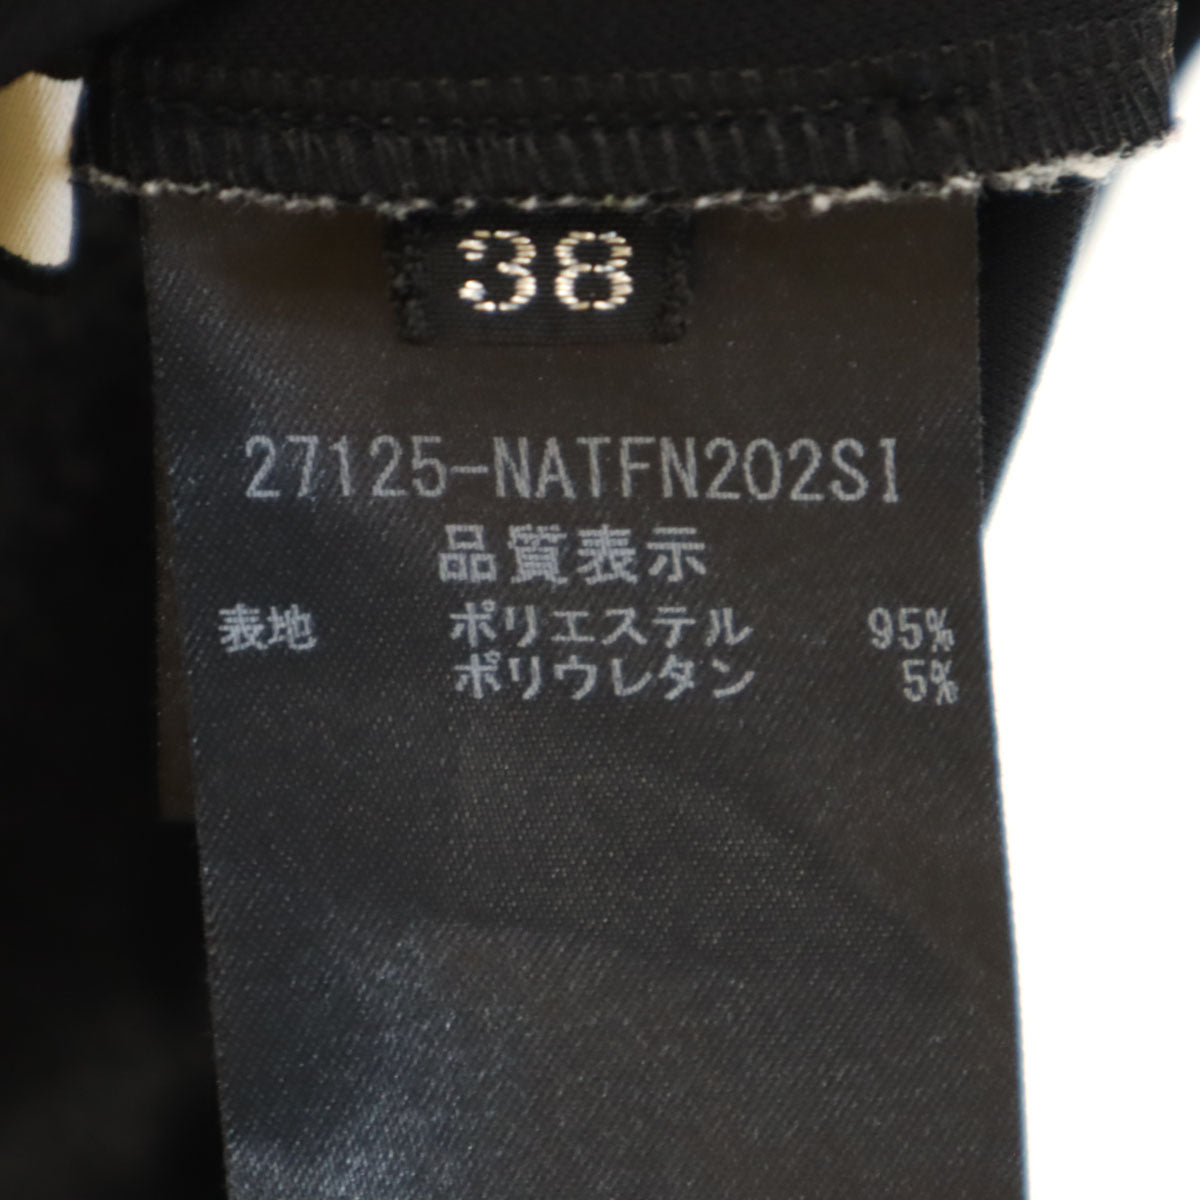 38
27125-NATFN202SI
品質表示
表地 ポリエステル 95%
ポリウレタン 5%